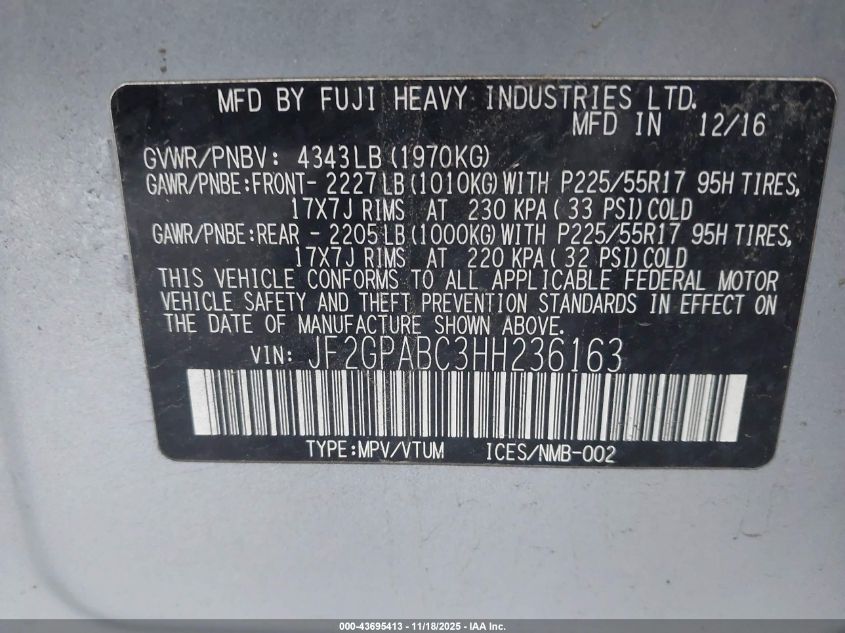 MFD BY FUJI HEAVY INDUSTRIES LTD.
MFD IN 12/16
GVWR/PNBV: 4343LB(1970KG)
GAWR/PNBE:FRONT- 2227LB(1010KG)WITH P225/55R17 95H TIRES,
17X7J RIMS AT 230 KPA(33 PSI)COLD
GAWR/PNBE:REAR - 2205LB(1000KG)WITH P225/55R17 95H TIRES,
17X7J RIMS AT 220 KPA(32 PSI)COLD
THIS VEHICLE CONFORMS TO ALL APPLICABLE FEDERAL MOTOR
VEHICLE SAFETY AND THEFT PREVENTION STANDARDS IN EFFECT ON
THE DATE OF MANUFACTURE SHOWN ABOVE.
VIN: JF2GPABC3HH236163
TYPE:MPV/VTUM ICES/NMB-002
000-43695413 - 11/18/2025 - IAA Inc.